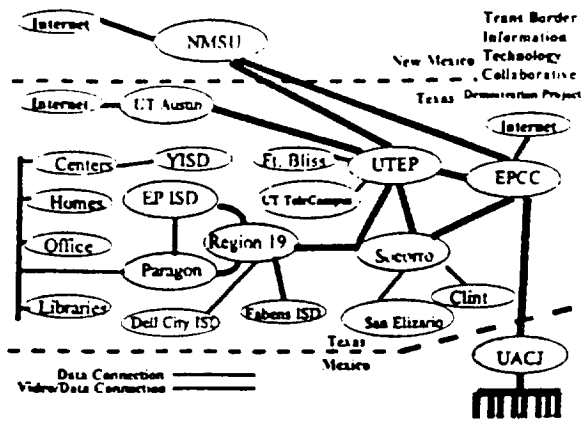 Internet
NMSU
Trans Border
Information
Technology
Collaborative
Demonstration Project
New Mexico
Texas
Internet
UT Austin
Internet
Centers
YISD
Ft. Bliss
UTEP
EPCC
Homes
EP ISD
UT TeleCampus
Office
Region 19
Socorro
Paragon
Clint
Libraries
Dell City ISD
Fabens ISD
San Elizario
Texas
Mexico
UACJ
Data Connection
Video/Data Connection